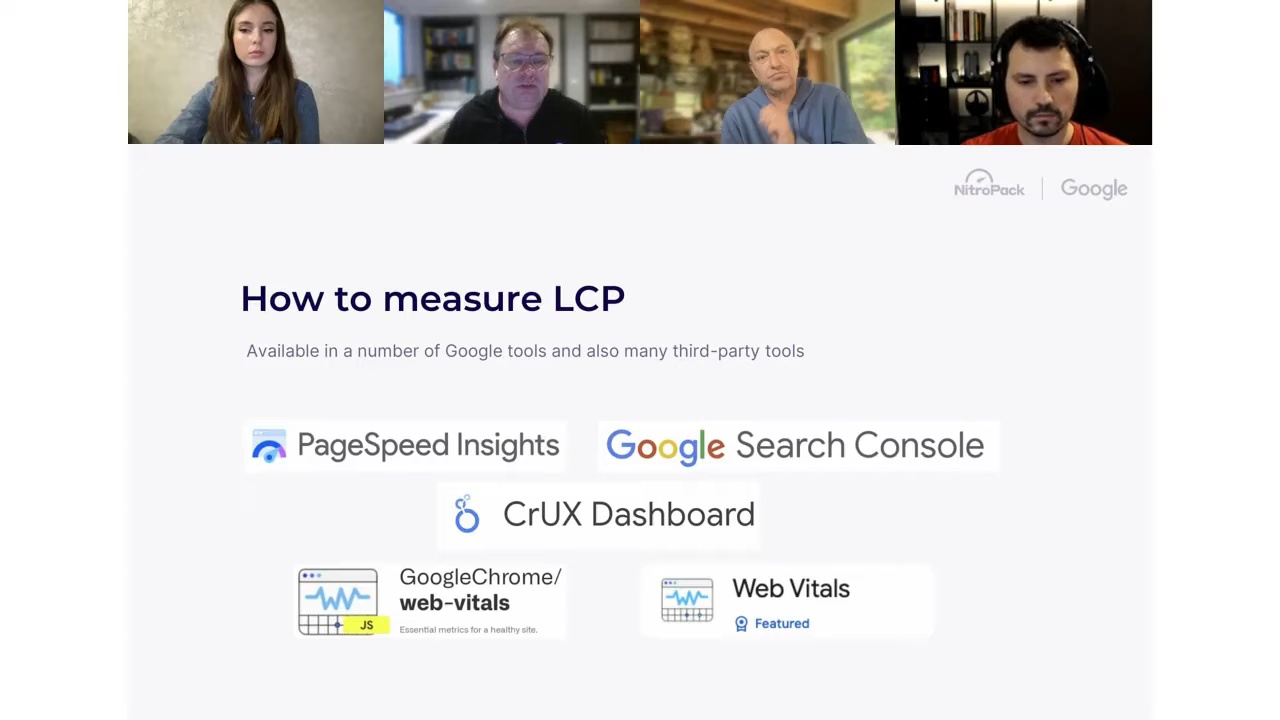 NitroPack | Google
How to measure LCP
Available in a number of Google tools and also many third-party tools
PageSpeed Insights
Google Search Console
CrUX Dashboard
GoogleChrome/
web-vitals
JS
Essential metrics for a healthy site.
Web Vitals
Featured